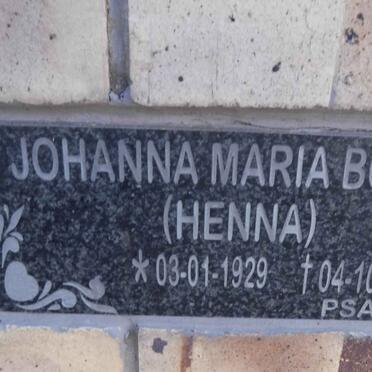 JOHANNA MARIA
(HENNA)
* 03-01-1929 †04-10
PSA